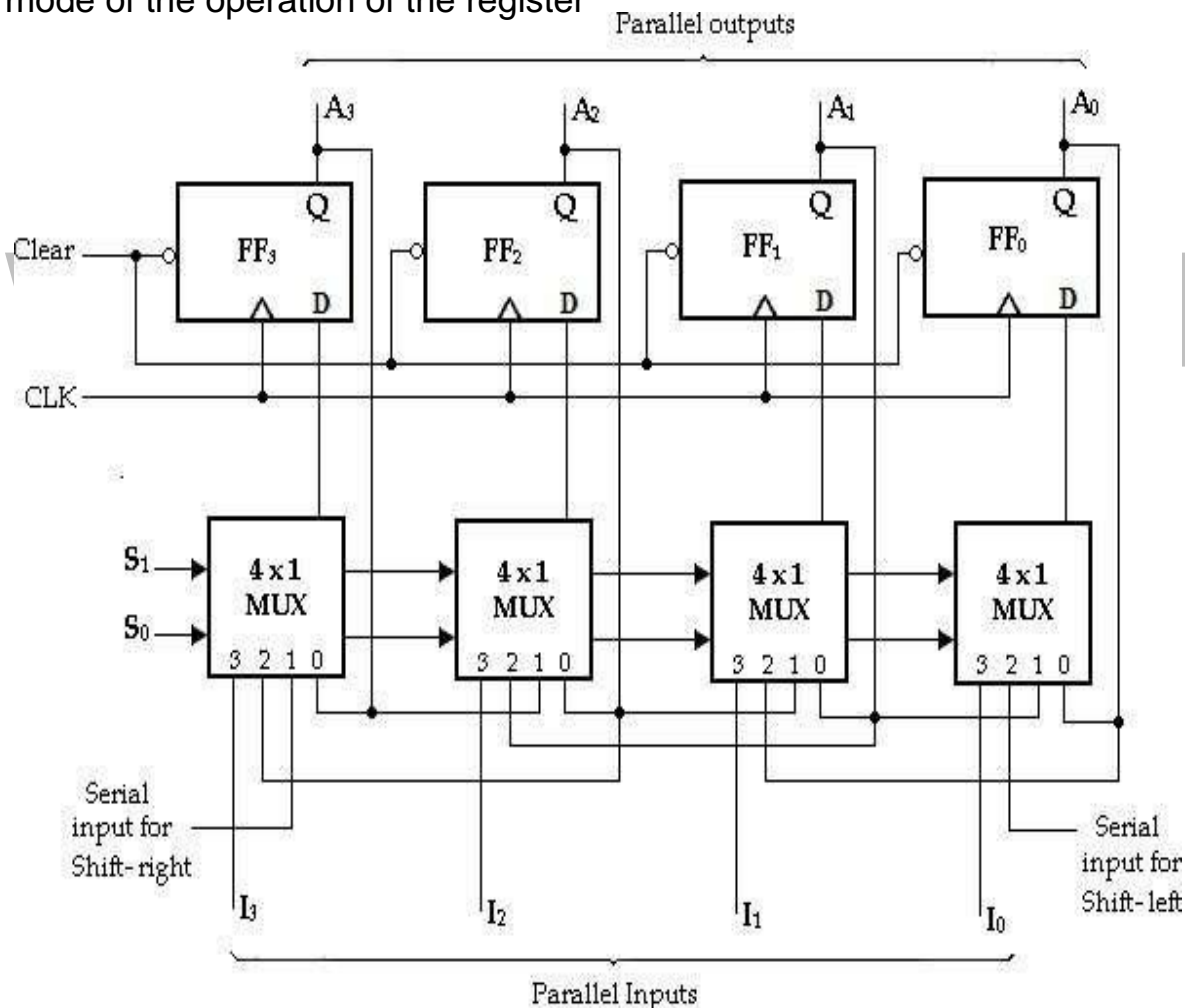 mode of the operation of the register
Parallel outputs
A₃ A₂ A₁ A₀
Q Q Q Q
Clear FF₃ FF₂ FF₁ FF₀
D D D D
CLK
S₁ 4 x 1 4 x 1 4 x 1 4 x 1
S₀ MUX MUX MUX MUX
3 2 1 0 3 2 1 0 3 2 1 0 3 2 1 0
Serial
input for
Shift-right
Serial
input for
Shift-left
I₃ I₂ I₁ I₀
Parallel Inputs